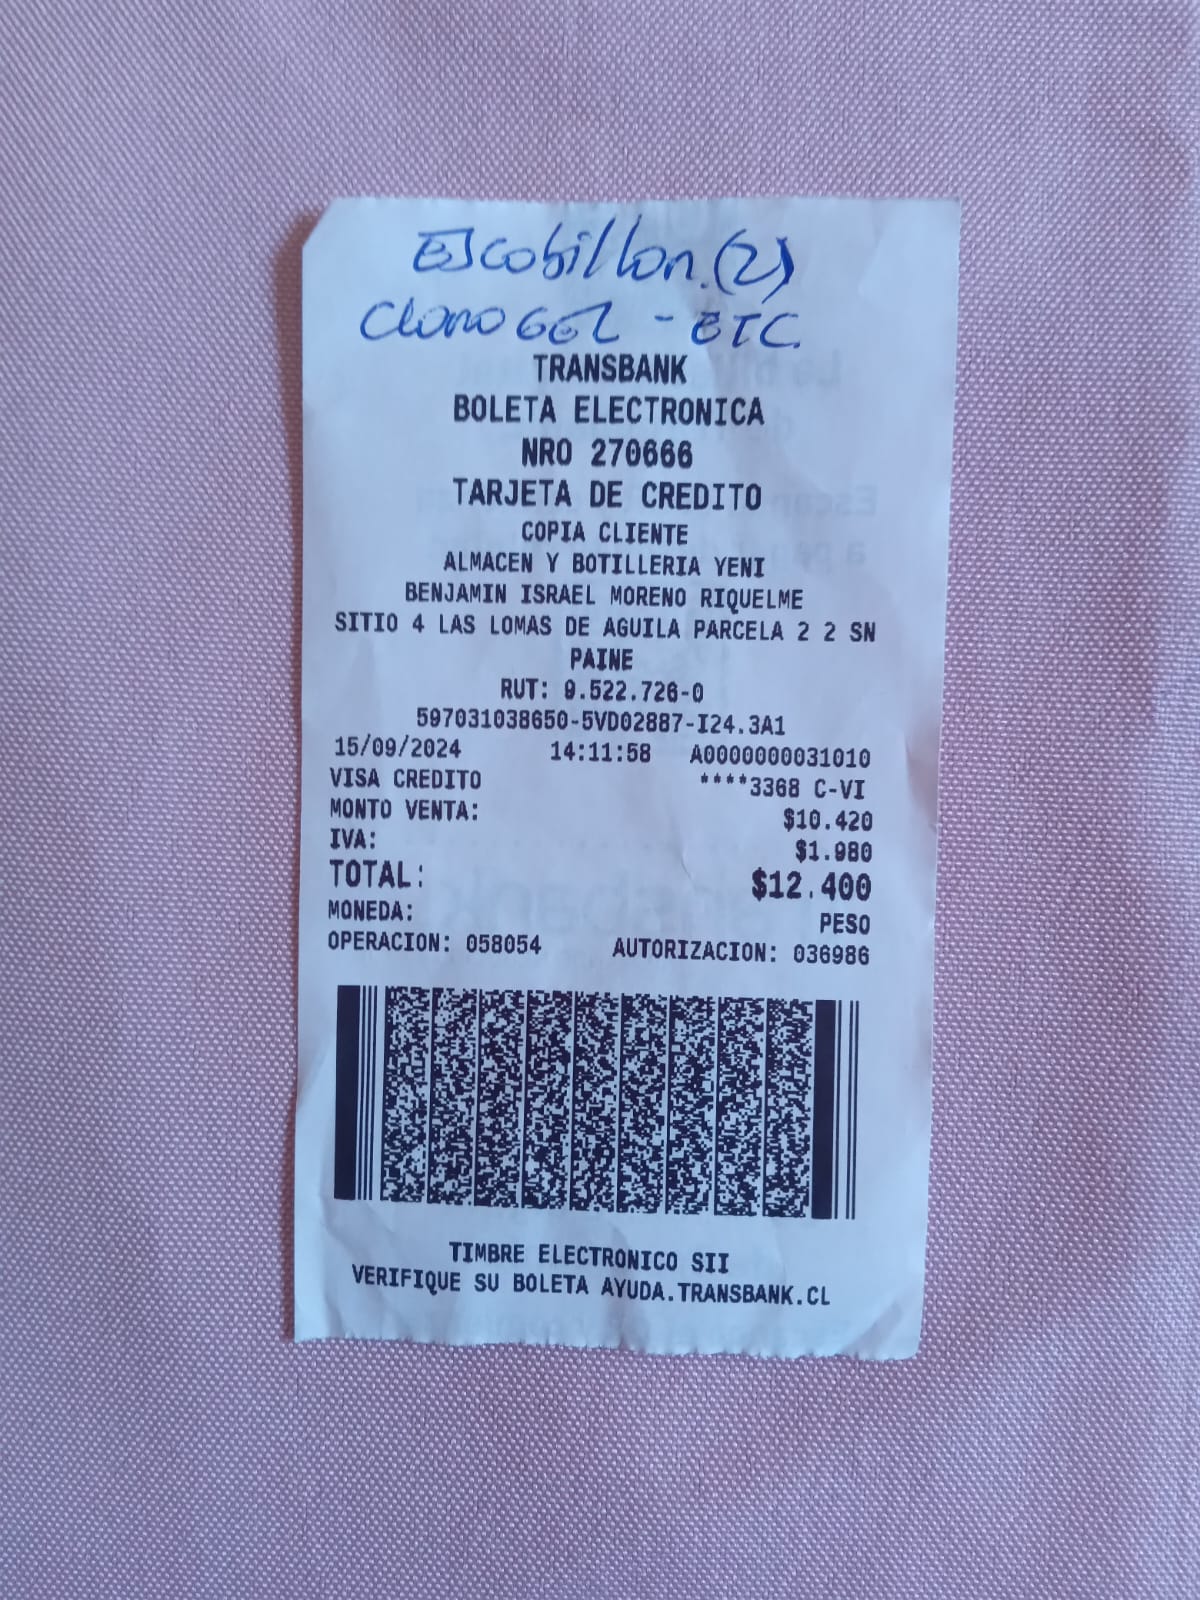 Escobillon.(2)
Cloro GEL - ETC.
TRANSBANK
BOLETA ELECTRONICA
NRO 270666
TARJETA DE CREDITO
COPIA CLIENTE
ALMACEN Y BOTILLERIA YENI
BENJAMIN ISRAEL MORENO RIQUELME
SITIO 4 LAS LOMAS DE AGUILA PARCELA 2 2 SN
PAINE
RUT: 9.522.726-0
597031038650-5VD02887-I24.3A1
15/09/2024 14:11:58 A0000000031010
VISA CREDITO ****3368 C-VI
MONTO VENTA: $10.420
IVA: $1.980
TOTAL: $12.400
MONEDA: PESO
OPERACION: 058054 AUTORIZACION: 036986
TIMBRE ELECTRONICO SII
VERIFIQUE SU BOLETA AYUDA.TRANSBANK.CL